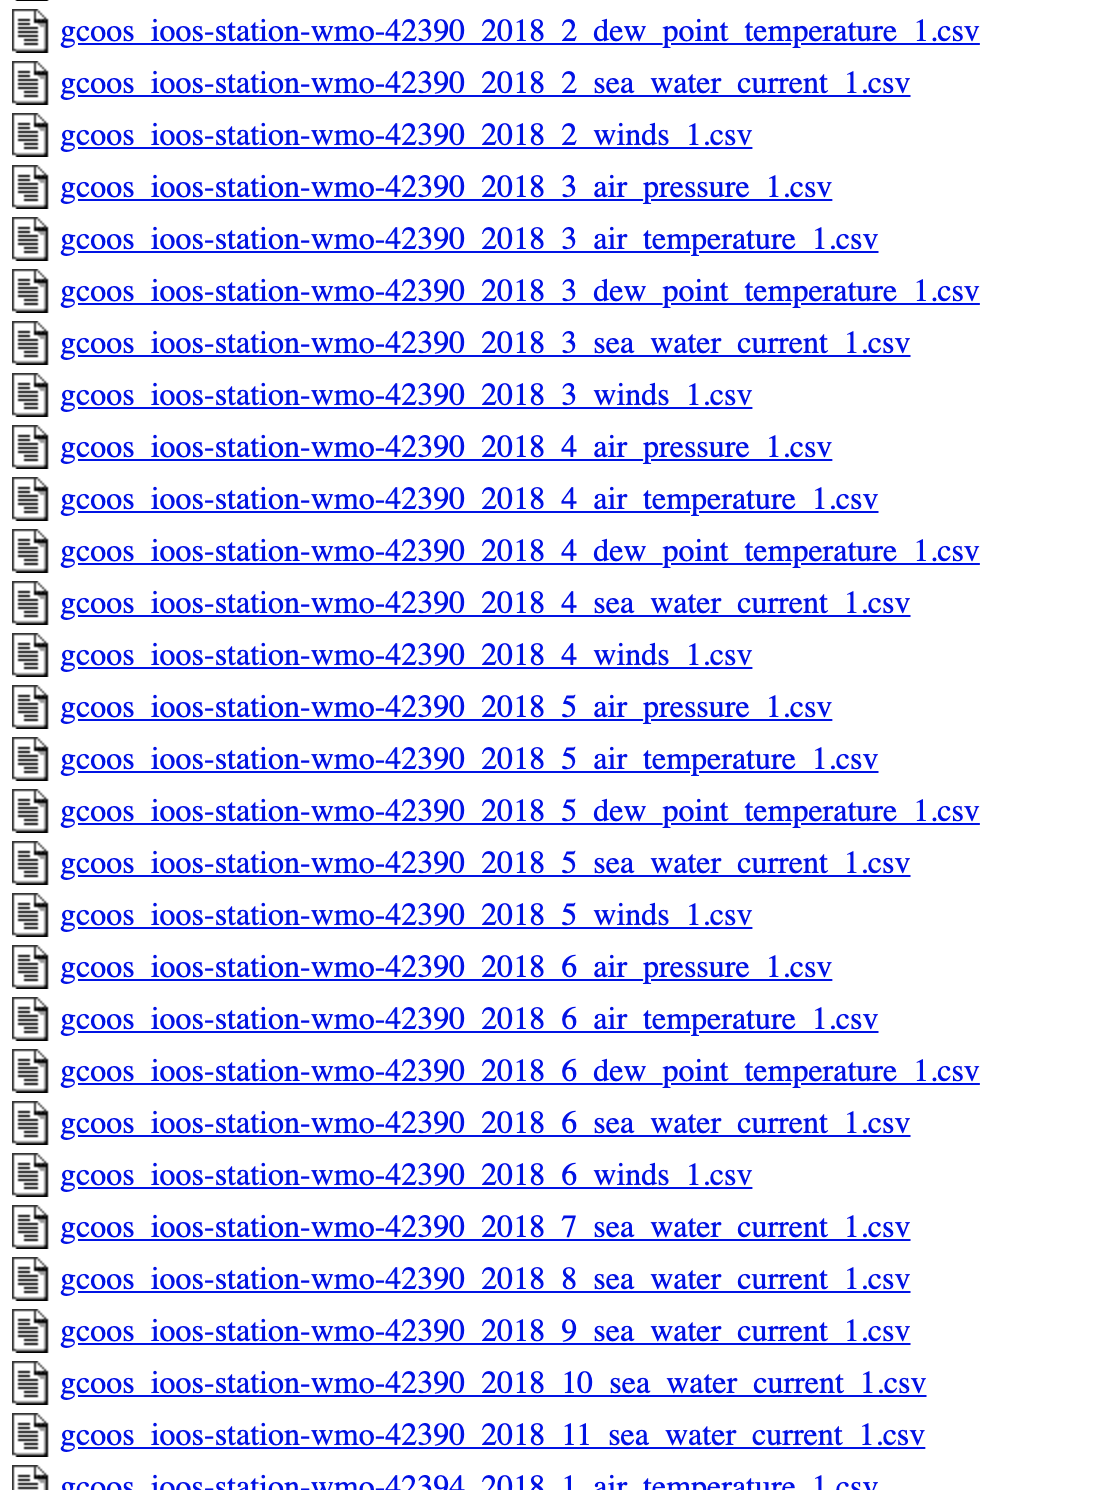 gcoos_ioos-station-wmo-42390_2018_2_dew_point_temperature_1.csv
gcoos_ioos-station-wmo-42390_2018_2_sea_water_current_1.csv
gcoos_ioos-station-wmo-42390_2018_2_winds_1.csv
gcoos_ioos-station-wmo-42390_2018_3_air_pressure_1.csv
gcoos_ioos-station-wmo-42390_2018_3_air_temperature_1.csv
gcoos_ioos-station-wmo-42390_2018_3_dew_point_temperature_1.csv
gcoos_ioos-station-wmo-42390_2018_3_sea_water_current_1.csv
gcoos_ioos-station-wmo-42390_2018_3_winds_1.csv
gcoos_ioos-station-wmo-42390_2018_4_air_pressure_1.csv
gcoos_ioos-station-wmo-42390_2018_4_air_temperature_1.csv
gcoos_ioos-station-wmo-42390_2018_4_dew_point_temperature_1.csv
gcoos_ioos-station-wmo-42390_2018_4_sea_water_current_1.csv
gcoos_ioos-station-wmo-42390_2018_4_winds_1.csv
gcoos_ioos-station-wmo-42390_2018_5_air_pressure_1.csv
gcoos_ioos-station-wmo-42390_2018_5_air_temperature_1.csv
gcoos_ioos-station-wmo-42390_2018_5_dew_point_temperature_1.csv
gcoos_ioos-station-wmo-42390_2018_5_sea_water_current_1.csv
gcoos_ioos-station-wmo-42390_2018_5_winds_1.csv
gcoos_ioos-station-wmo-42390_2018_6_air_pressure_1.csv
gcoos_ioos-station-wmo-42390_2018_6_air_temperature_1.csv
gcoos_ioos-station-wmo-42390_2018_6_dew_point_temperature_1.csv
gcoos_ioos-station-wmo-42390_2018_6_sea_water_current_1.csv
gcoos_ioos-station-wmo-42390_2018_6_winds_1.csv
gcoos_ioos-station-wmo-42390_2018_7_sea_water_current_1.csv
gcoos_ioos-station-wmo-42390_2018_8_sea_water_current_1.csv
gcoos_ioos-station-wmo-42390_2018_9_sea_water_current_1.csv
gcoos_ioos-station-wmo-42390_2018_10_sea_water_current_1.csv
gcoos_ioos-station-wmo-42390_2018_11_sea_water_current_1.csv
gcoos_ioos-station-wmo-42394_2018_1_air_temperature_1.csv